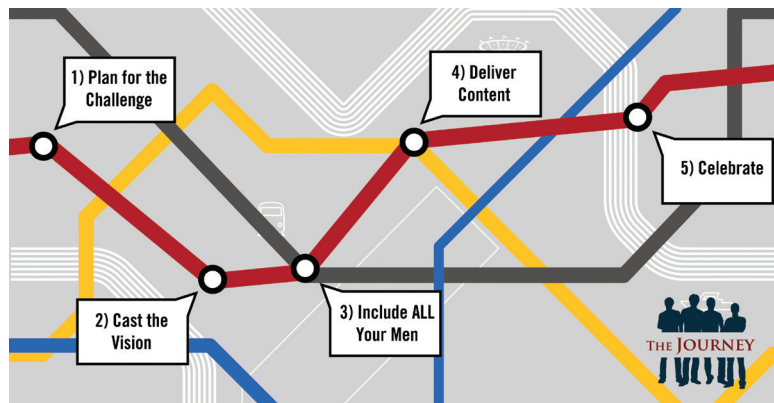 1) Plan for the
Challenge
2) Cast the
Vision
3) Include ALL
Your Men
4) Deliver
Content
5) Celebrate
THE JOURNEY